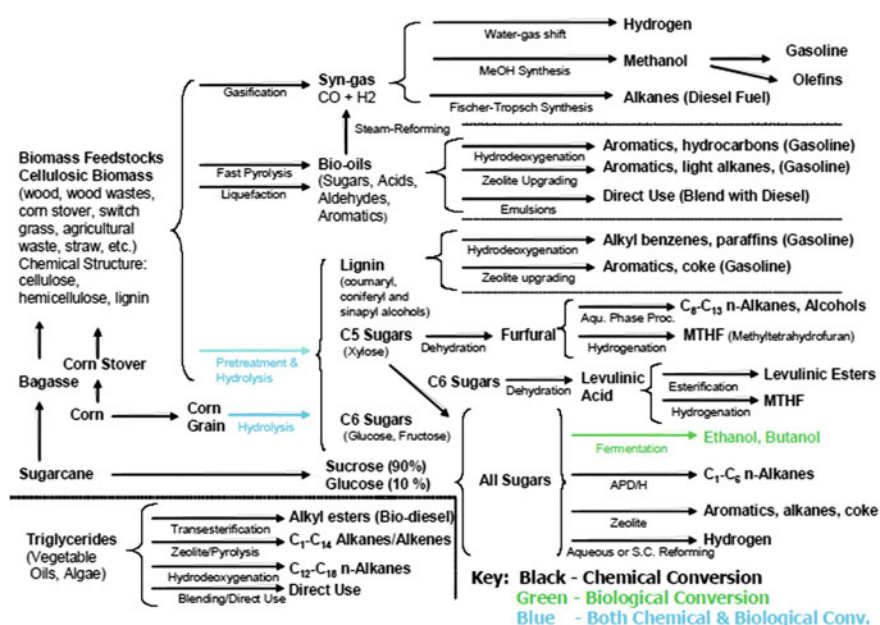 Water-gas shift
Hydrogen
MeOH Synthesis
Methanol
Gasoline
Olefins
Gasification
Syn-gas
CO + H2
Fischer-Tropsch Synthesis
Alkanes (Diesel Fuel)
Steam-Reforming
Biomass Feedstocks
Cellulosic Biomass
(wood, wood wastes,
corn stover, switch
grass, agricultural
waste, straw, etc.)
Chemical Structure:
cellulose,
hemicellulose, lignin
Fast Pyrolysis
Liquefaction
Bio-oils
(Sugars, Acids,
Aldehydes,
Aromatics)
Hydrodeoxygenation
Aromatics, hydrocarbons (Gasoline)
Zeolite Upgrading
Aromatics, light alkanes, (Gasoline)
Emulsions
Direct Use (Blend with Diesel)
Lignin
(coumaryl,
coniferyl and
sinapyl alcohols)
Hydrodeoxygenation
Alkyl benzenes, paraffins (Gasoline)
Zeolite upgrading
Aromatics, coke (Gasoline)
Pretreatment &
Hydrolysis
C5 Sugars
(Xylose)
Dehydration
Furfural
Aqu. Phase Proc.
C8-C13 n-Alkanes, Alcohols
Hydrogenation
MTHF (Methyltetrahydrofuran)
Corn Stover
Bagasse
Corn
Corn
Grain
Hydrolysis
C6 Sugars
(Glucose, Fructose)
C6 Sugars
Dehydration
Levulinic
Acid
Esterification
Levulinic Esters
Hydrogenation
MTHF
Sugarcane
Sucrose (90%)
Glucose (10 %)
All Sugars
Fermentation
Ethanol, Butanol
APD/H
C1-C6 n-Alkanes
Zeolite
Aromatics, alkanes, coke
Aqueous or S.C. Reforming
Hydrogen
Triglycerides
(Vegetable
Oils, Algae)
Transesterification
Alkyl esters (Bio-diesel)
Zeolite/Pyrolysis
C1-C14 Alkanes/Alkenes
Hydrodeoxygenation
C12-C18 n-Alkanes
Blending/Direct Use
Direct Use
Key: Black - Chemical Conversion
Green - Biological Conversion
Blue - Both Chemical & Biological Conv.